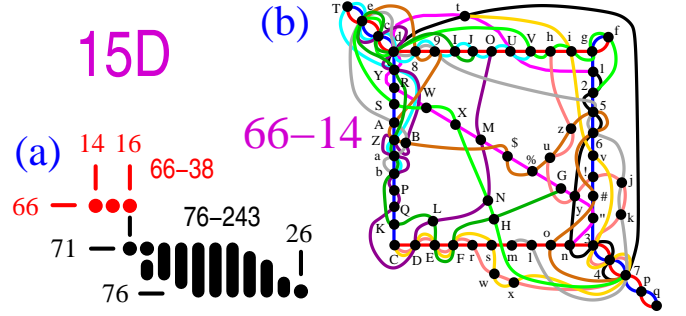 15D
(a)
14 16 66−38
66
76−243
71
26
76
(b)
66−14
T e c d 8 9 I J O U V h i g f
t
Y R W X M $ % G
S A Z B a b P Q K
l 2 5 6 v ! # " 3
z u y j k
L N H
C D E F r s m l o n
w x
4 7 p q